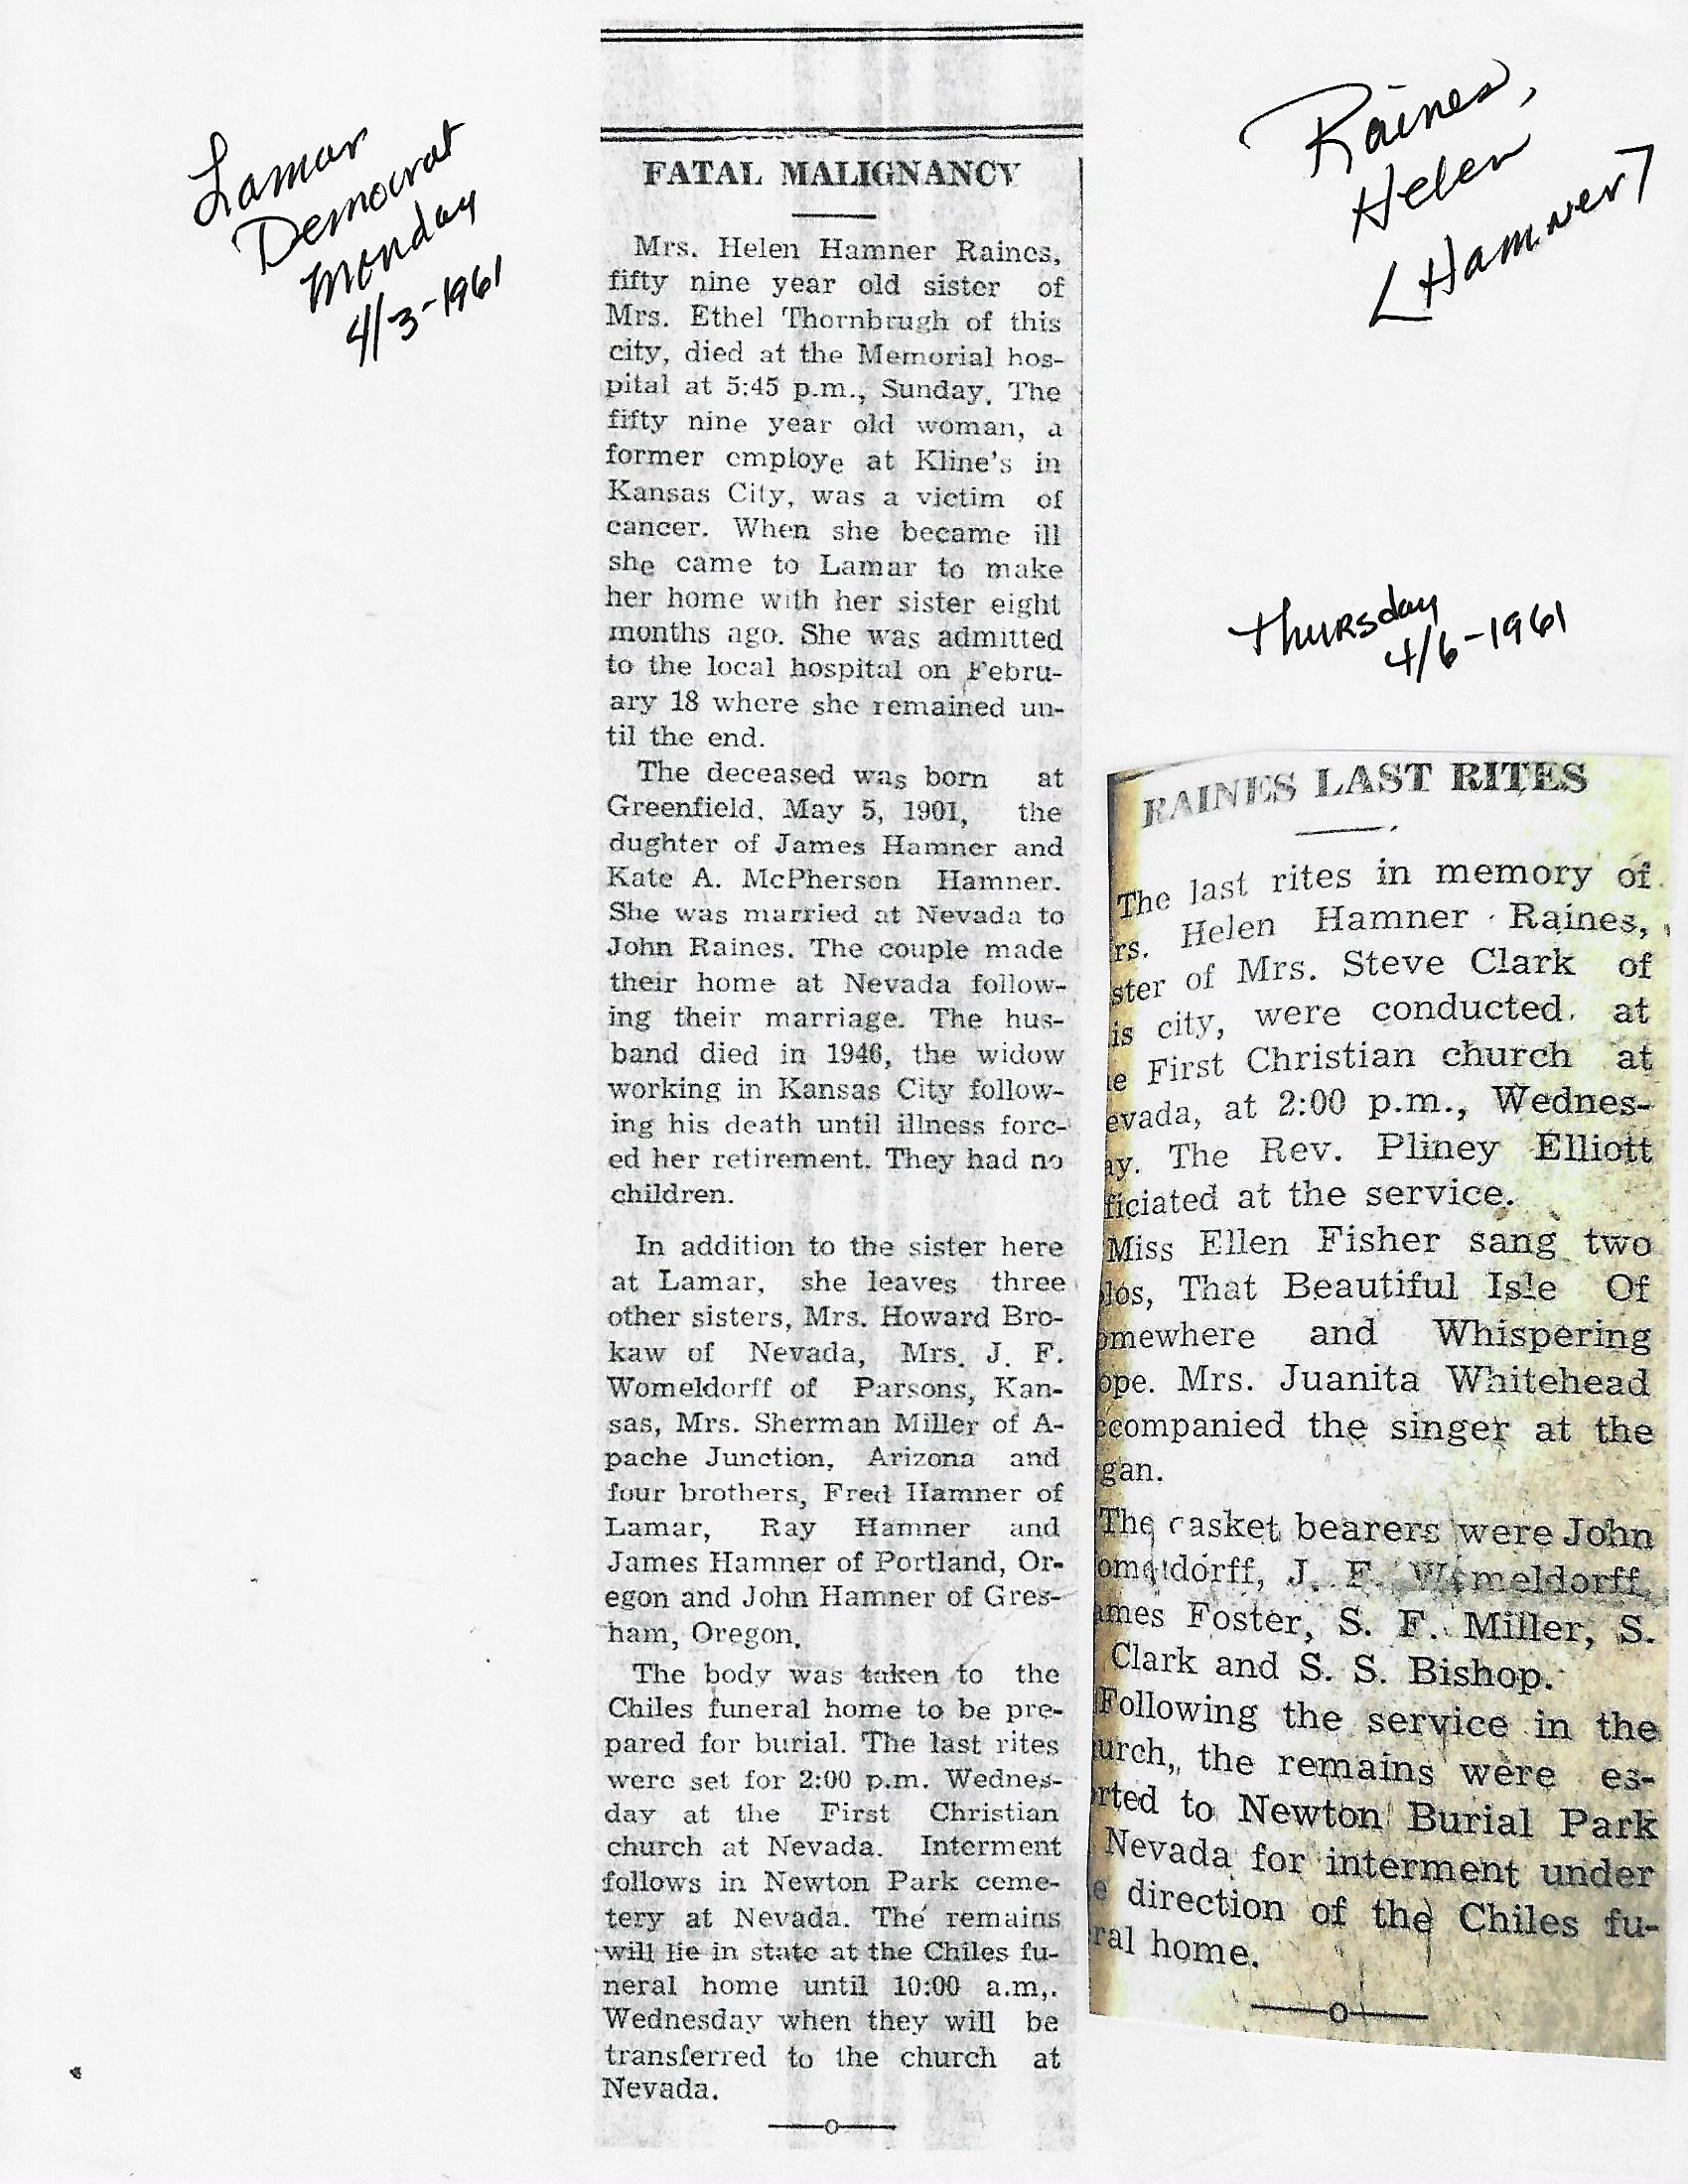 Lamar
Democrat
Monday
4/3-1961
FATAL MALIGNANCY
Mrs. Helen Hamner Raines,
fifty nine year old sister of
Mrs. Ethel Thornbrugh of this
city, died at the Memorial hos-
pital at 5:45 p.m., Sunday. The
fifty nine year old woman, a
former employe at Kline's in
Kansas City, was a victim of
cancer. When she became ill
she came to Lamar to make
her home with her sister eight
months ago. She was admitted
to the local hospital on Febru-
ary 18 where she remained un-
til the end.
The deceased was born at
Greenfield, May 5, 1901, the
dughter of James Hamner and
Kate A. McPherson Hamner.
She was married at Nevada to
John Raines. The couple made
their home at Nevada follow-
ing their marriage. The hus-
band died in 1946, the widow
working in Kansas City follow-
ing his death until illness forc-
ed her retirement. They had no
children.
In addition to the sister here
at Lamar, she leaves three
other sisters, Mrs. Howard Bro-
kaw of Nevada, Mrs. J. F.
Womeldorff of Parsons, Kan-
sas, Mrs. Sherman Miller of A-
pache Junction, Arizona and
four brothers, Fred Hamner of
Lamar, Ray Hamner and
James Hamner of Portland, Or-
egon and John Hamner of Gres-
ham, Oregon.
The body was taken to the
Chiles funeral home to be pre-
pared for burial. The last rites
were set for 2:00 p.m. Wednes-
day at the First Christian
church at Nevada. Interment
follows in Newton Park ceme-
tery at Nevada. The remains
will lie in state at the Chiles fu-
neral home until 10:00 a.m,.
Wednesday when they will be
transferred to the church at
Nevada.
Raines,
Helen
[Hamner]
Thursday
4/6-1961
RAINES LAST RITES
The last rites in memory of
rs. Helen Hamner Raines,
ster of Mrs. Steve Clark of
is city, were conducted at
e First Christian church at
evada, at 2:00 p.m., Wednes-
ay. The Rev. Pliney Elliott
ficiated at the service.
Miss Ellen Fisher sang two
los, That Beautiful Isle Of
omewhere and Whispering
ope. Mrs. Juanita Whitehead
ccompanied the singer at the
gan.
The casket bearers were John
omeldorff, J. F. Womeldorff,
ames Foster, S. F. Miller, S.
Clark and S. S. Bishop.
Following the service in the
urch, the remains were es-
rted to Newton Burial Park
Nevada for interment under
e direction of the Chiles fu-
ral home.